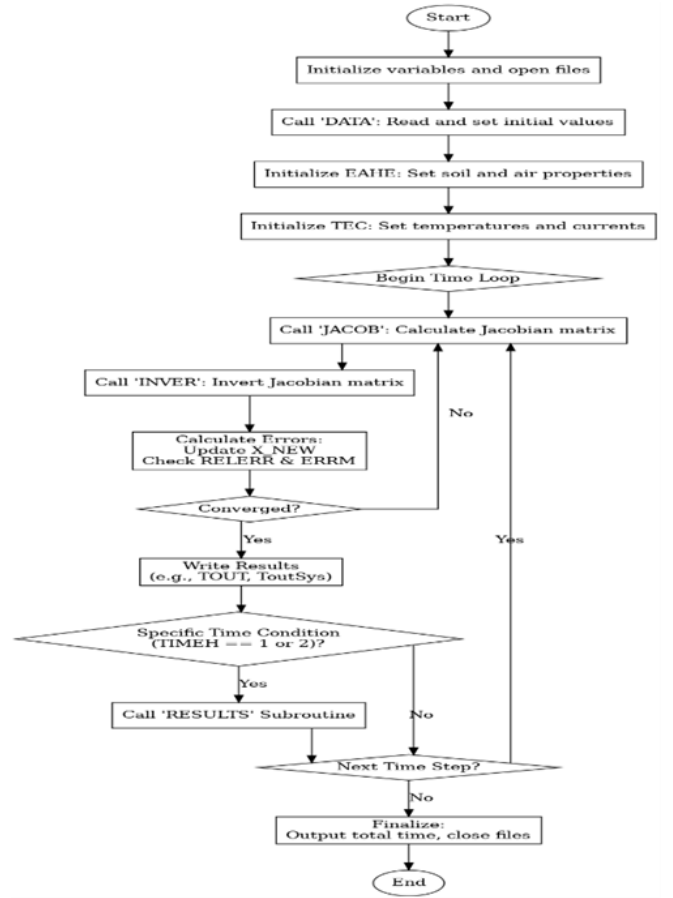 Start
Initialize variables and open files
Call 'DATA': Read and set initial values
Initialize EAHE: Set soil and air properties
Initialize TEC: Set temperatures and currents
Begin Time Loop
Call 'JACOB': Calculate Jacobian matrix
Call 'INVER': Invert Jacobian matrix
No
Calculate Errors:
Update X_NEW
Check RELERR & ERRM
Converged?
Yes
Yes
Write Results
(e.g., TOUT, ToutSys)
Specific Time Condition
(TIMEH == 1 or 2)?
Yes
Call 'RESULTS' Subroutine
No
Next Time Step?
No
Finalize:
Output total time, close files
End